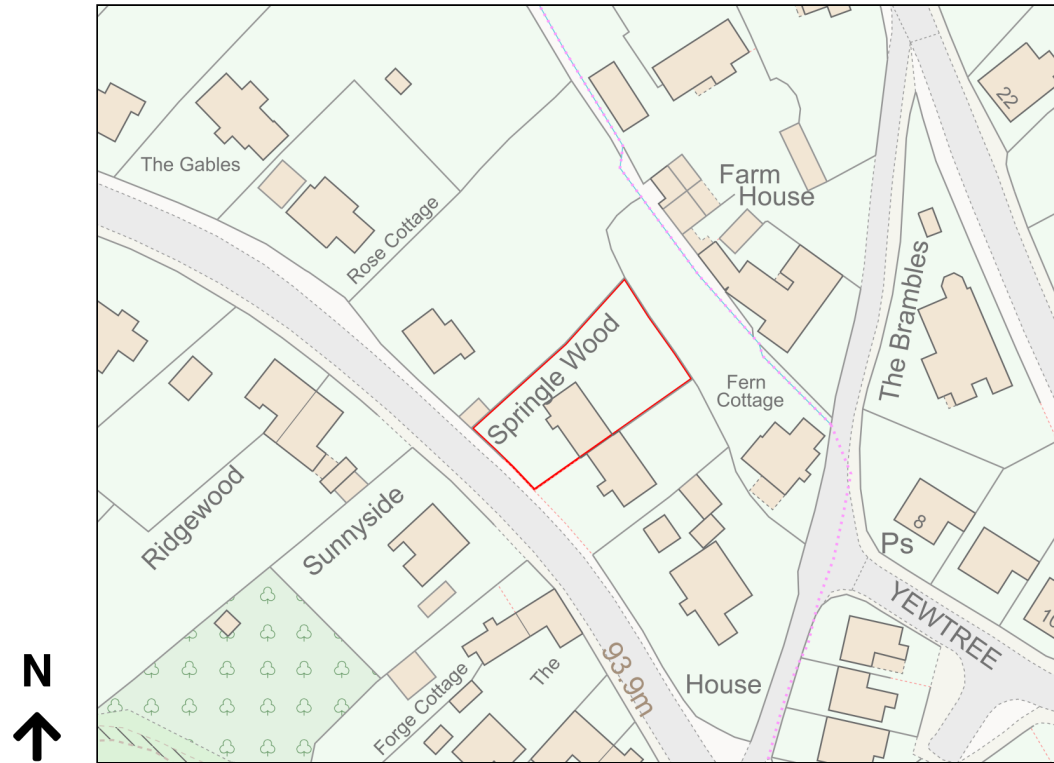 22
The Gables
Farm
House
Rose Cottage
The Brambles
Springle Wood
Fern
Cottage
Ridgewood
Sunnyside
8
Ps
YEWTREE
10
Forge Cottage
The
93.9m
House
N